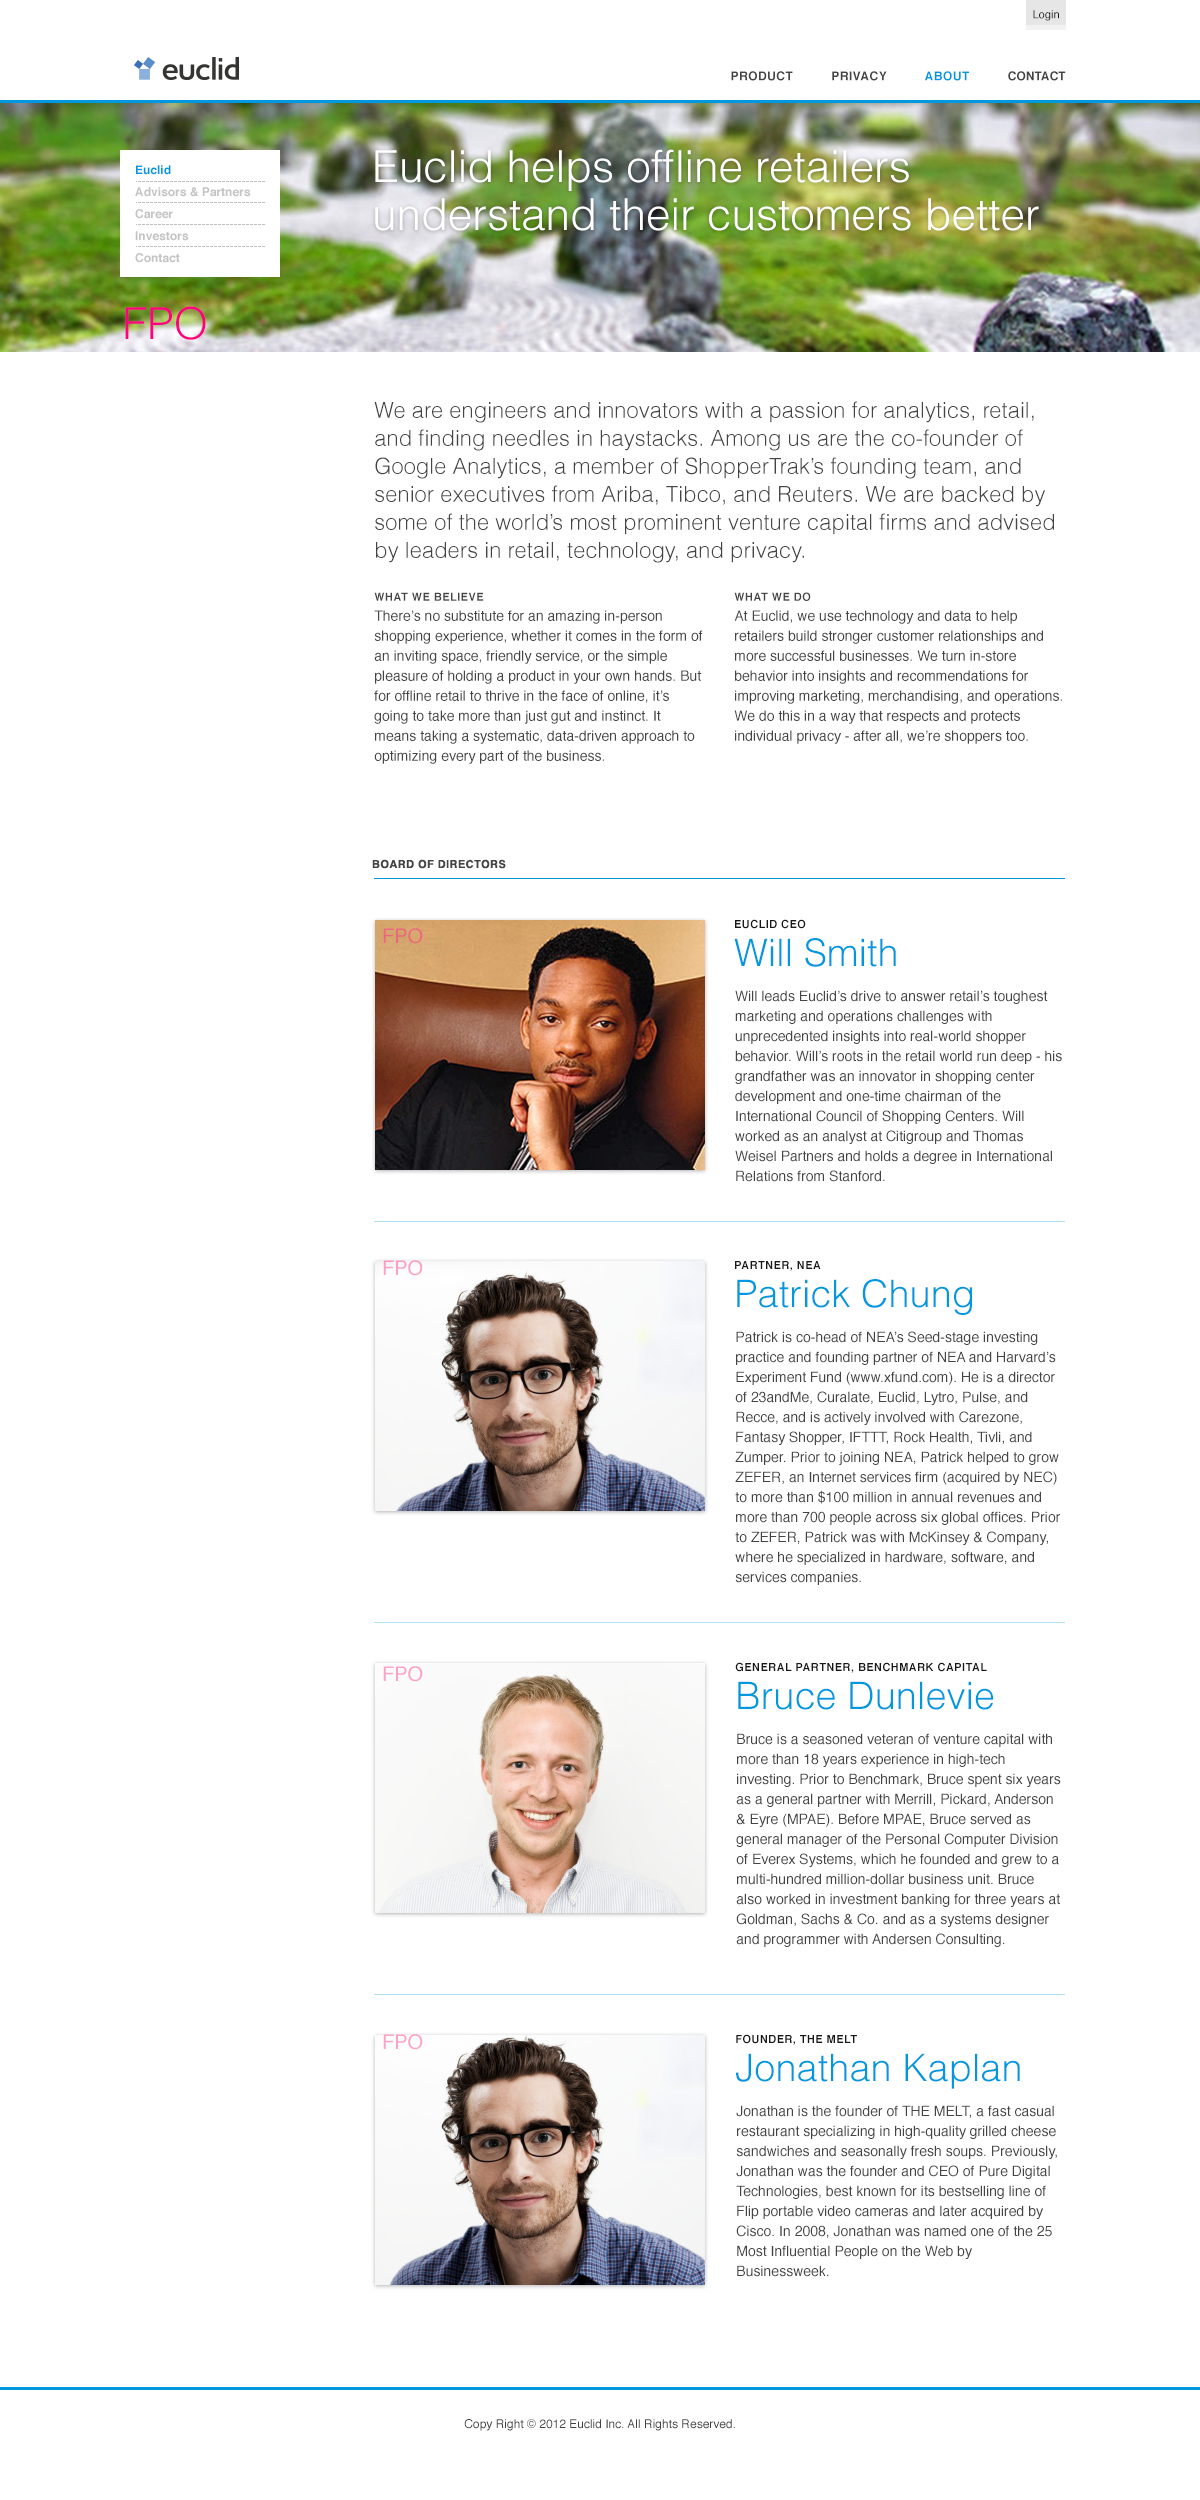 Login
euclid
PRODUCT PRIVACY ABOUT CONTACT
Euclid
Advisors & Partners
Career
Investors
Contact
Euclid helps offline retailers
understand their customers better
FPO
We are engineers and innovators with a passion for analytics, retail,
and finding needles in haystacks. Among us are the co-founder of
Google Analytics, a member of ShopperTrak’s founding team, and
senior executives from Ariba, Tibco, and Reuters. We are backed by
some of the world’s most prominent venture capital firms and advised
by leaders in retail, technology, and privacy.
WHAT WE BELIEVE
There’s no substitute for an amazing in-person
shopping experience, whether it comes in the form of
an inviting space, friendly service, or the simple
pleasure of holding a product in your own hands. But
for offline retail to thrive in the face of online, it’s
going to take more than just gut and instinct. It
means taking a systematic, data-driven approach to
optimizing every part of the business.
WHAT WE DO
At Euclid, we use technology and data to help
retailers build stronger customer relationships and
more successful businesses. We turn in-store
behavior into insights and recommendations for
improving marketing, merchandising, and operations.
We do this in a way that respects and protects
individual privacy - after all, we’re shoppers too.
BOARD OF DIRECTORS
FPO
EUCLID CEO
Will Smith
Will leads Euclid’s drive to answer retail’s toughest
marketing and operations challenges with
unprecedented insights into real-world shopper
behavior. Will’s roots in the retail world run deep - his
grandfather was an innovator in shopping center
development and one-time chairman of the
International Council of Shopping Centers. Will
worked as an analyst at Citigroup and Thomas
Weisel Partners and holds a degree in International
Relations from Stanford.
FPO
PARTNER, NEA
Patrick Chung
Patrick is co-head of NEA’s Seed-stage investing
practice and founding partner of NEA and Harvard’s
Experiment Fund (www.xfund.com). He is a director
of 23andMe, Curalate, Euclid, Lytro, Pulse, and
Recce, and is actively involved with Carezone,
Fantasy Shopper, IFTTT, Rock Health, Tivli, and
Zumper. Prior to joining NEA, Patrick helped to grow
ZEFER, an Internet services firm (acquired by NEC)
to more than $100 million in annual revenues and
more than 700 people across six global offices. Prior
to ZEFER, Patrick was with McKinsey & Company,
where he specialized in hardware, software, and
services companies.
FPO
GENERAL PARTNER, BENCHMARK CAPITAL
Bruce Dunlevie
Bruce is a seasoned veteran of venture capital with
more than 18 years experience in high-tech
investing. Prior to Benchmark, Bruce spent six years
as a general partner with Merrill, Pickard, Anderson
& Eyre (MPAE). Before MPAE, Bruce served as
general manager of the Personal Computer Division
of Everex Systems, which he founded and grew to a
multi-hundred million-dollar business unit. Bruce
also worked in investment banking for three years at
Goldman, Sachs & Co. and as a systems designer
and programmer with Andersen Consulting.
FPO
FOUNDER, THE MELT
Jonathan Kaplan
Jonathan is the founder of THE MELT, a fast casual
restaurant specializing in high-quality grilled cheese
sandwiches and seasonally fresh soups. Previously,
Jonathan was the founder and CEO of Pure Digital
Technologies, best known for its bestselling line of
Flip portable video cameras and later acquired by
Cisco. In 2008, Jonathan was named one of the 25
Most Influential People on the Web by
Businessweek.
Copy Right © 2012 Euclid Inc. All Rights Reserved.